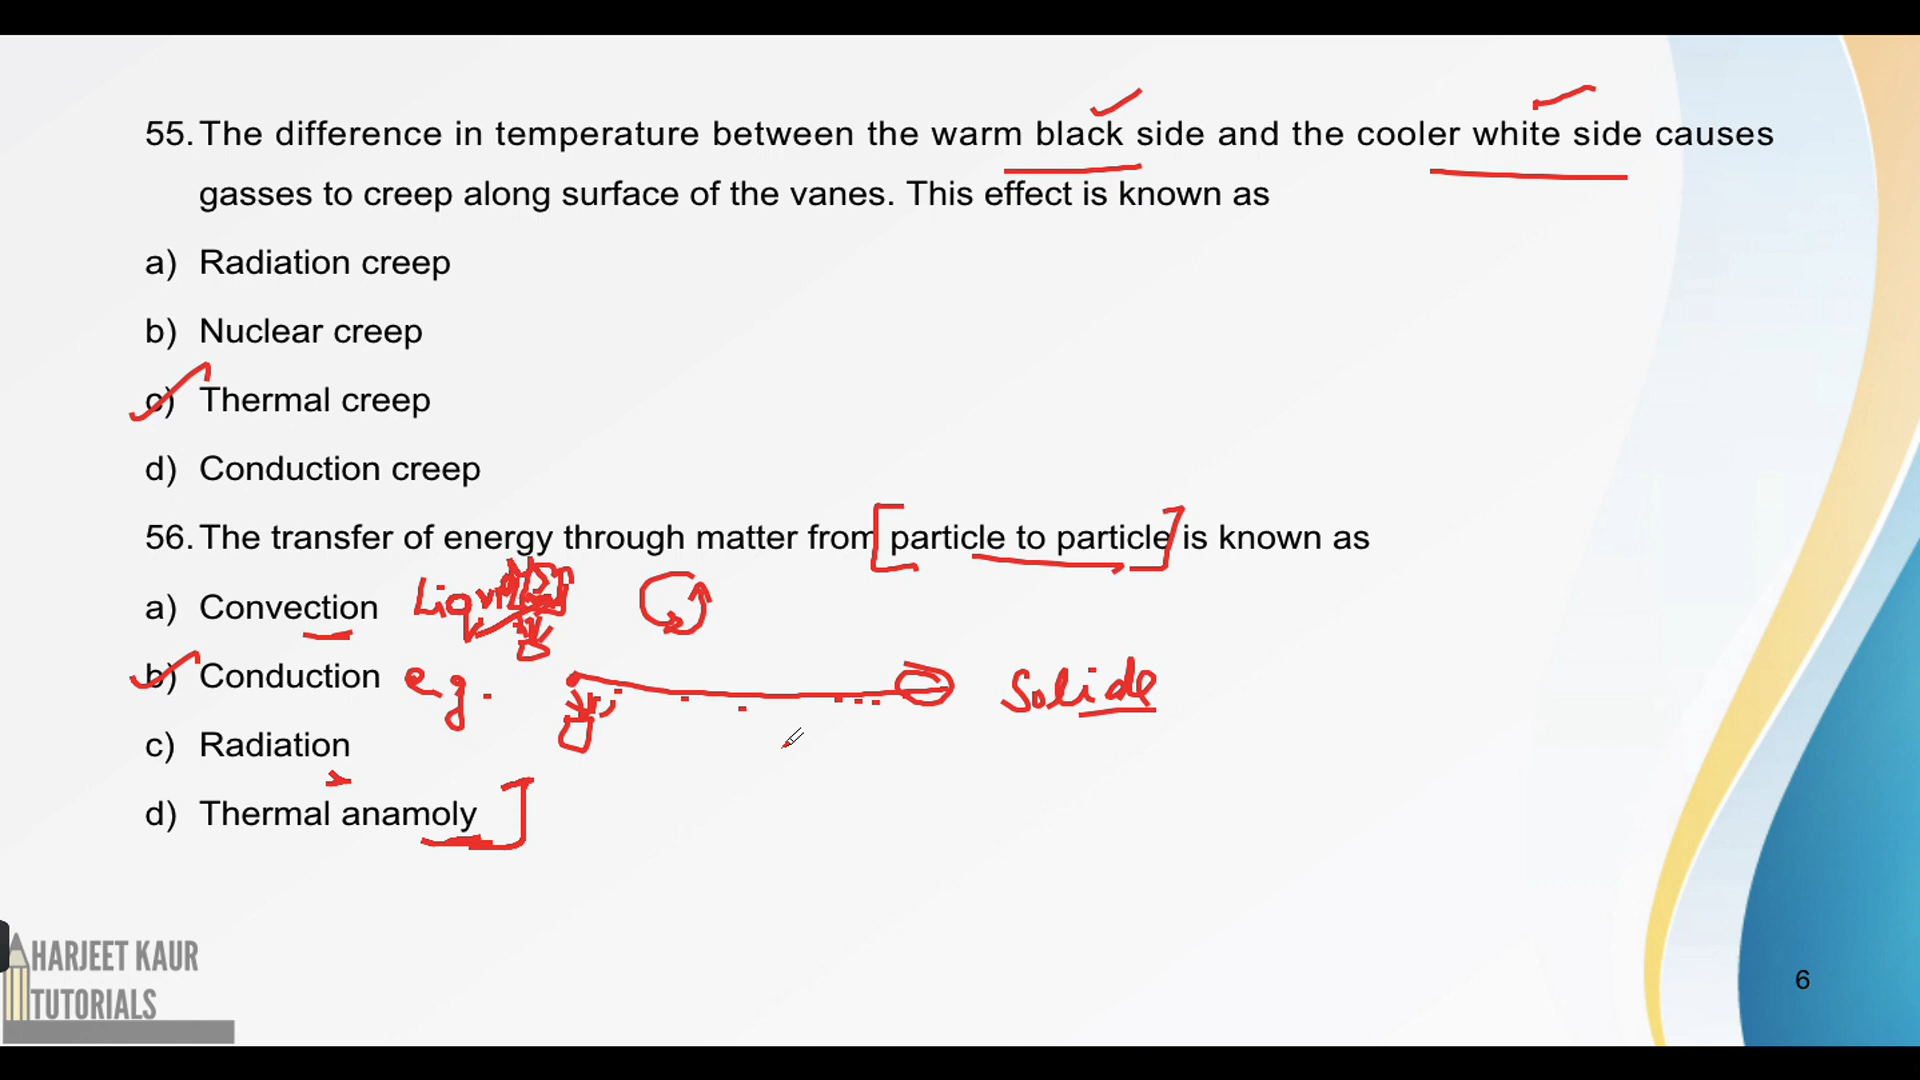 55. The difference in temperature between the warm black side and the cooler white side causes
gasses to creep along surface of the vanes. This effect is known as
a) Radiation creep
b) Nuclear creep
c) Thermal creep
d) Conduction creep
56. The transfer of energy through matter from particle to particle is known as
a) Convection
b) Conduction e.g. Solide
c) Radiation
d) Thermal anamoly
HARJEET KAUR
TUTORIALS
6